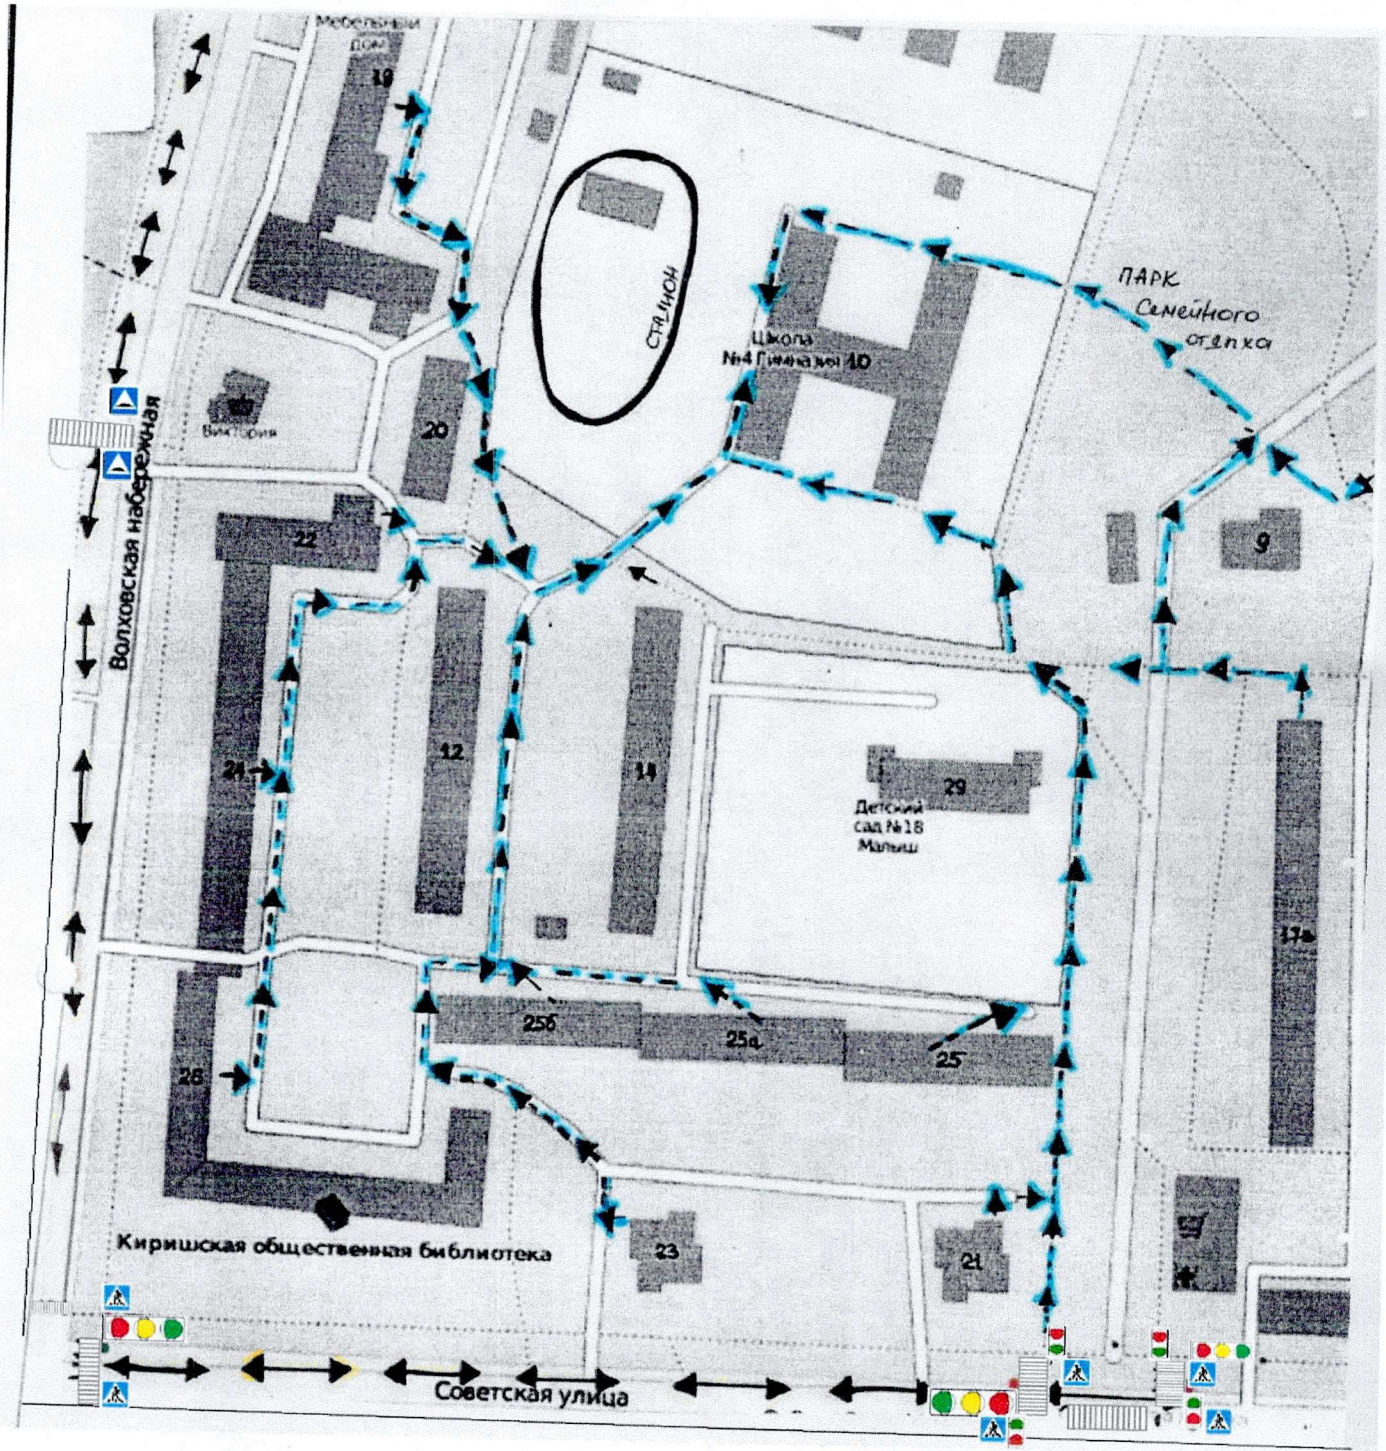 Мебельный
дом
19
ПАРК
Семейного
отдыха
Школа
№4 Гимназия 10
Виктория
20
22
9
Волховская набережная
24
12
14
29
Детский
сад №18
Малыш
17а
25б
25а
25
26
Киришская общественная библиотека
23
21
Советская улица